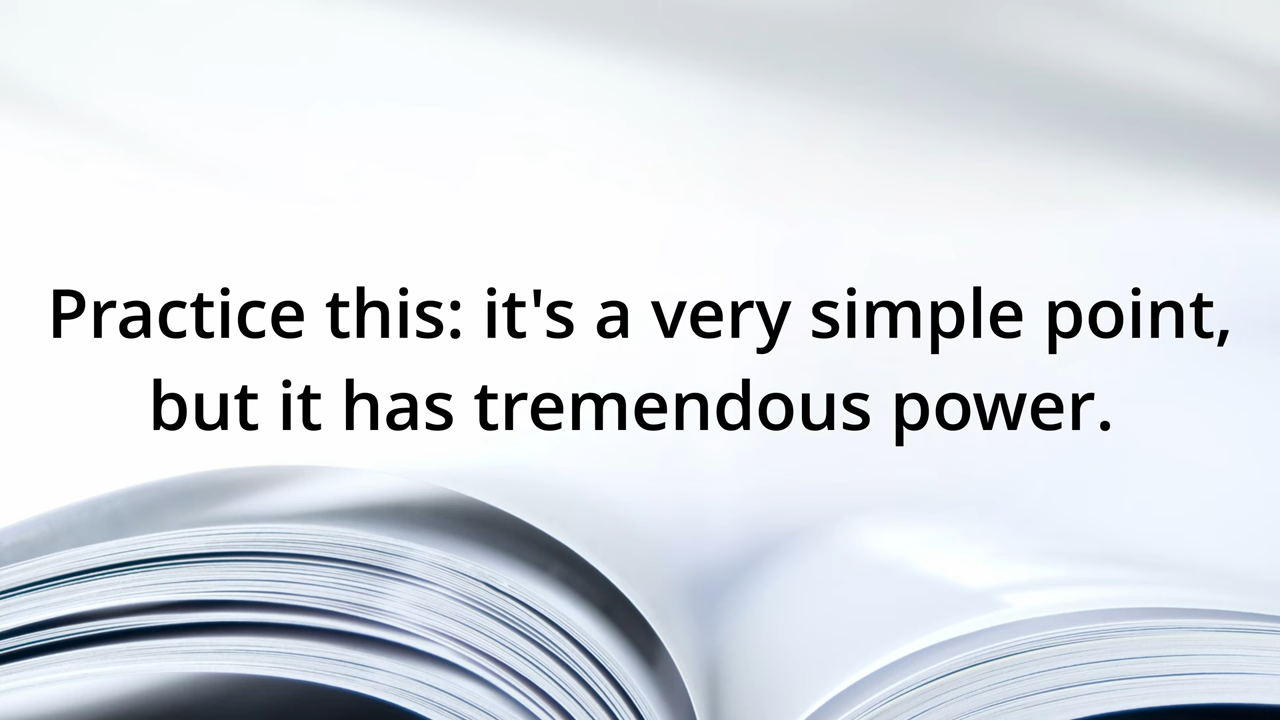 Practice this: it's a very simple point,
but it has tremendous power.